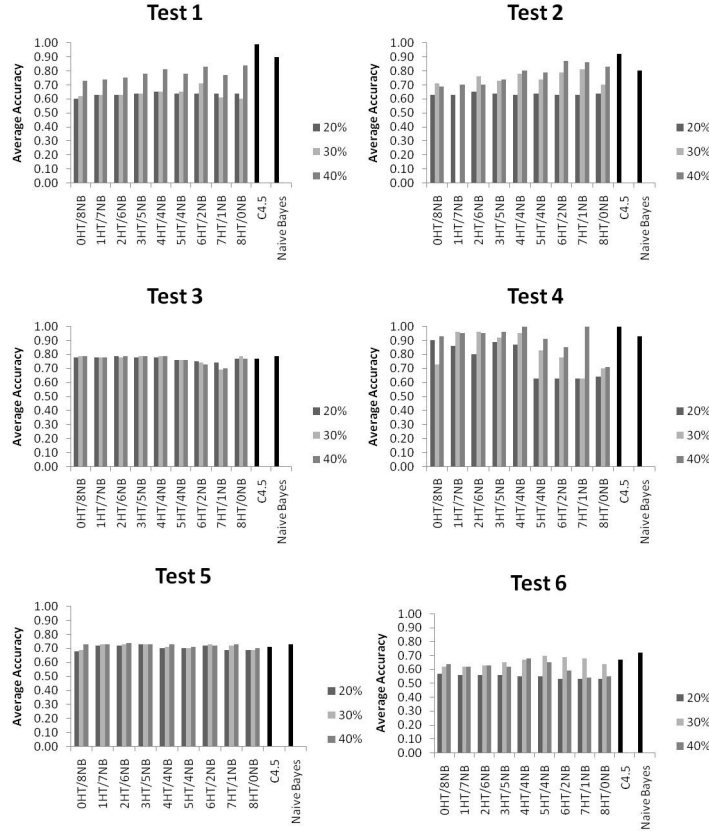 Test 1
Average Accuracy
1.00
0.90
0.80
0.70
0.60
0.50
0.40
0.30
0.20
0.10
0.00
0HT/8NB
1HT/7NB
2HT/6NB
3HT/5NB
4HT/4NB
5HT/4NB
6HT/2NB
7HT/1NB
8HT/0NB
C4.5
Naive Bayes
20%
30%
40%
Test 2
Average Accuracy
1.00
0.90
0.80
0.70
0.60
0.50
0.40
0.30
0.20
0.10
0.00
0HT/8NB
1HT/7NB
2HT/6NB
3HT/5NB
4HT/4NB
5HT/4NB
6HT/2NB
7HT/1NB
8HT/0NB
C4.5
Naive Bayes
20%
30%
40%
Test 3
Average Accuracy
1.00
0.90
0.80
0.70
0.60
0.50
0.40
0.30
0.20
0.10
0.00
0HT/8NB
1HT/7NB
2HT/6NB
3HT/5NB
4HT/4NB
5HT/4NB
6HT/2NB
7HT/1NB
8HT/0NB
C4.5
Naive Bayes
20%
30%
40%
Test 4
Average Accuracy
1.00
0.90
0.80
0.70
0.60
0.50
0.40
0.30
0.20
0.10
0.00
0HT/8NB
1HT/7NB
2HT/6NB
3HT/5NB
4HT/4NB
5HT/4NB
6HT/2NB
7HT/1NB
8HT/0NB
C4.5
Naive Bayes
20%
30%
40%
Test 5
Average Accuracy
1.00
0.90
0.80
0.70
0.60
0.50
0.40
0.30
0.20
0.10
0.00
0HT/8NB
1HT/7NB
2HT/6NB
3HT/5NB
4HT/4NB
5HT/4NB
6HT/2NB
7HT/1NB
8HT/0NB
C4.5
Naive Bayes
20%
30%
40%
Test 6
Average Accuracy
1.00
0.90
0.80
0.70
0.60
0.50
0.40
0.30
0.20
0.10
0.00
0HT/8NB
1HT/7NB
2HT/6NB
3HT/5NB
4HT/4NB
5HT/4NB
6HT/2NB
7HT/1NB
8HT/0NB
C4.5
Naive Bayes
20%
30%
40%